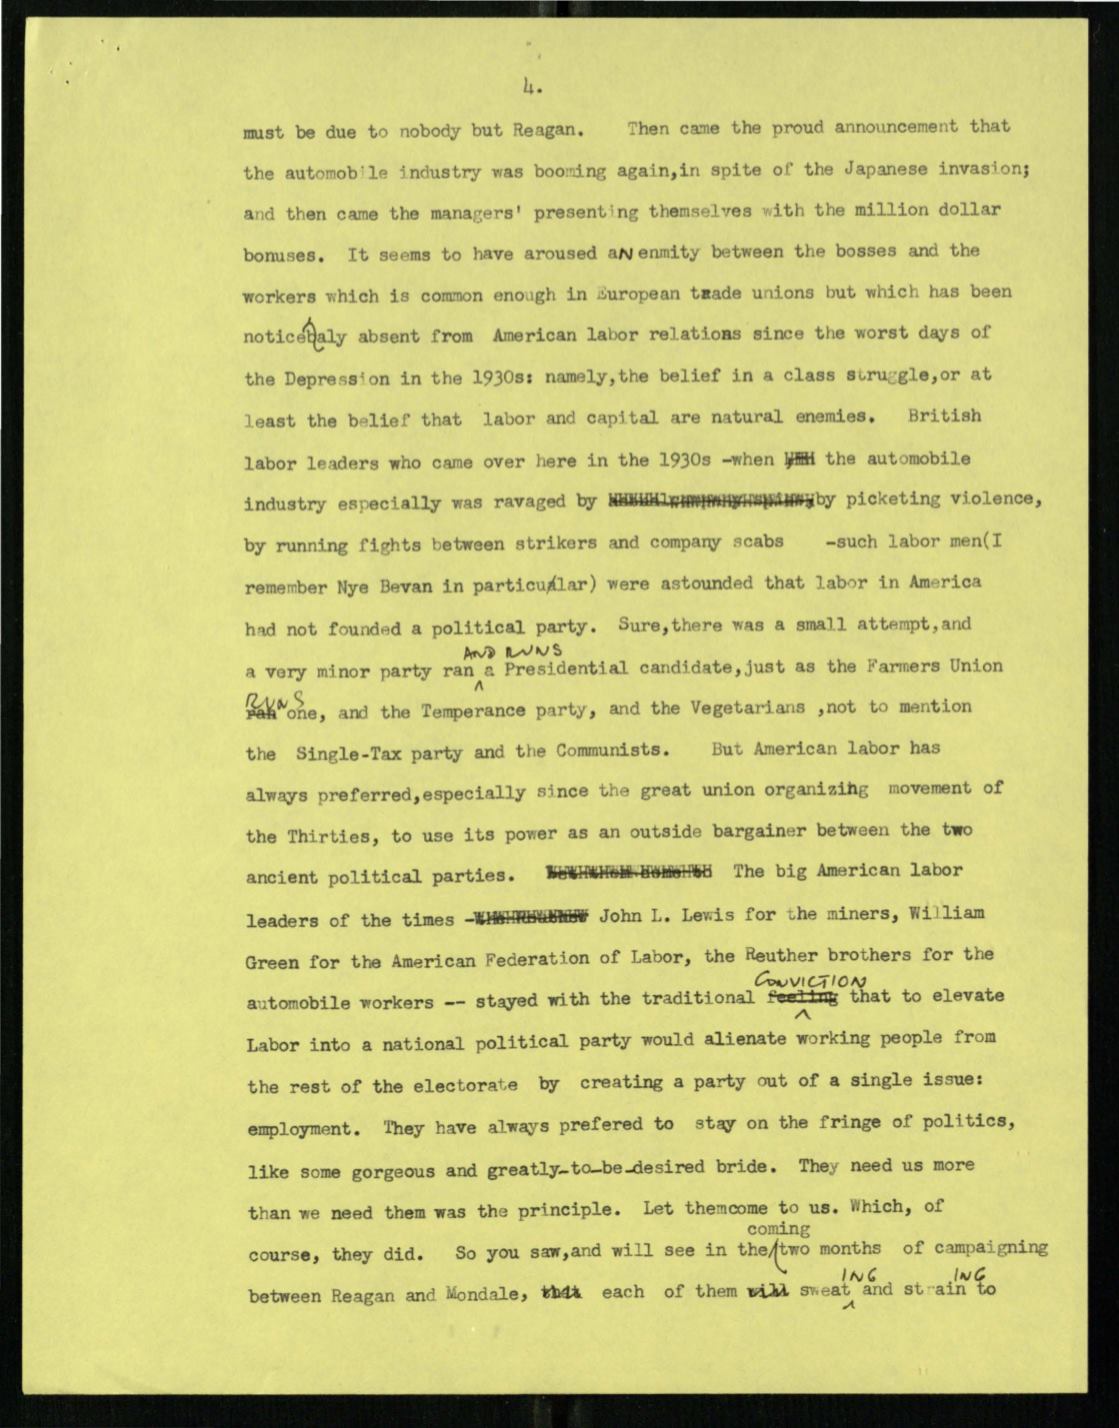 4.
must be due to nobody but Reagan. Then came the proud announcement that
the automobile industry was booming again,in spite of the Japanese invasion;
and then came the managers' presenting themselves with the million dollar
bonuses. It seems to have aroused aN enmity between the bosses and the
workers which is common enough in European trade unions but which has been
noticebaly absent from American labor relations since the worst days of
the Depression in the 1930s: namely,the belief in a class struggle,or at
least the belief that labor and capital are natural enemies. British
labor leaders who came over here in the 1930s -when the automobile
industry especially was ravaged by by picketing violence,
by running fights between strikers and company scabs -such labor men(I
remember Nye Bevan in particular) were astounded that labor in America
had not founded a political party. Sure,there was a small attempt,and
AND RUNS
a very minor party ran a Presidential candidate,just as the Farmers Union
RUNS
ran one, and the Temperance party, and the Vegetarians ,not to mention
the Single-Tax party and the Communists. But American labor has
always preferred,especially since the great union organizing movement of
the Thirties, to use its power as an outside bargainer between the two
ancient political parties. The big American labor
leaders of the times - John L. Lewis for the miners, William
Green for the American Federation of Labor, the Reuther brothers for the
CONVICTION
automobile workers -- stayed with the traditional feeling that to elevate
Labor into a national political party would alienate working people from
the rest of the electorate by creating a party out of a single issue:
employment. They have always prefered to stay on the fringe of politics,
like some gorgeous and greatly-to-be-desired bride. They need us more
than we need them was the principle. Let themcome to us. Which, of
coming
course, they did. So you saw,and will see in the two months of campaigning
ING ING
between Reagan and Mondale, that each of them will sweat and strain to